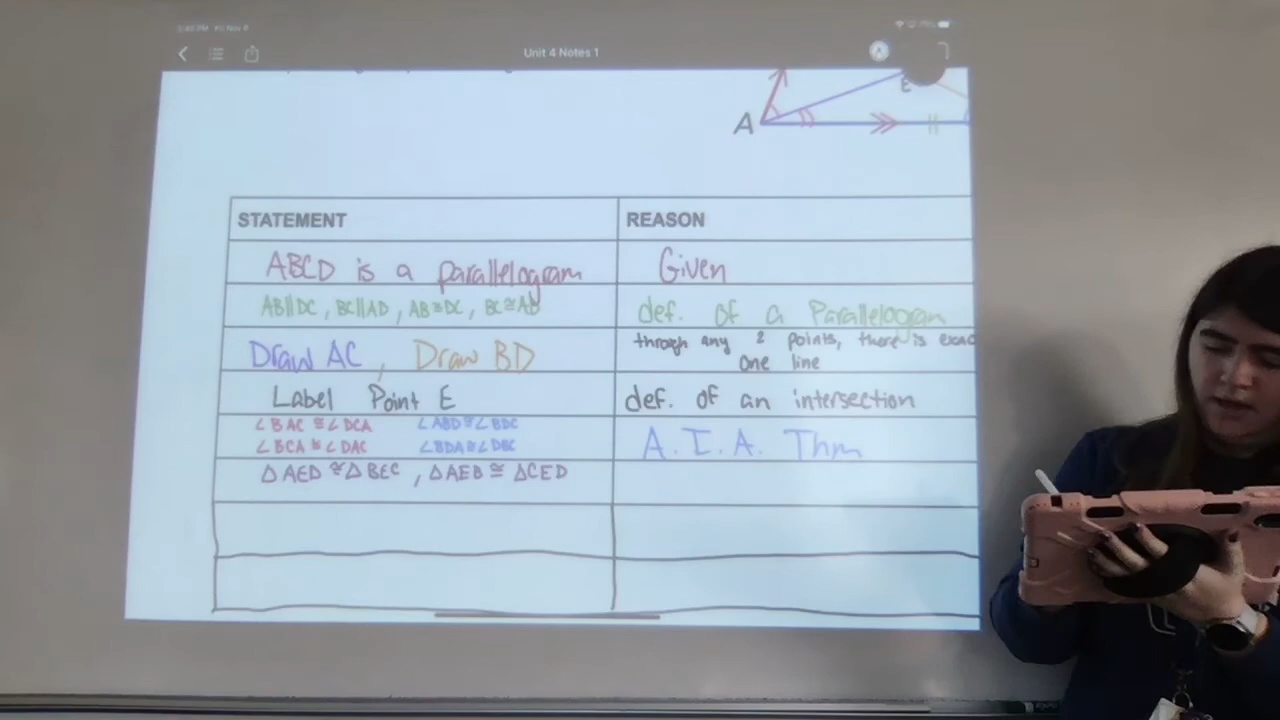 Unit 4 Notes 1
E
A
STATEMENT REASON
ABCD is a parallelogram Given
AB||DC, BC||AD, AB≅DC, BC≅AD def. of a Parallelogram
Draw AC, Draw BD through any 2 points, there is exac
one line
Label Point E def. of an intersection
∠BAC≅∠DCA ∠ABD≅∠BDC
∠BCA≅∠DAC ∠BDA≅∠DBC
A.I.A. Thm
△AED≅△BEC, △AEB≅△CED